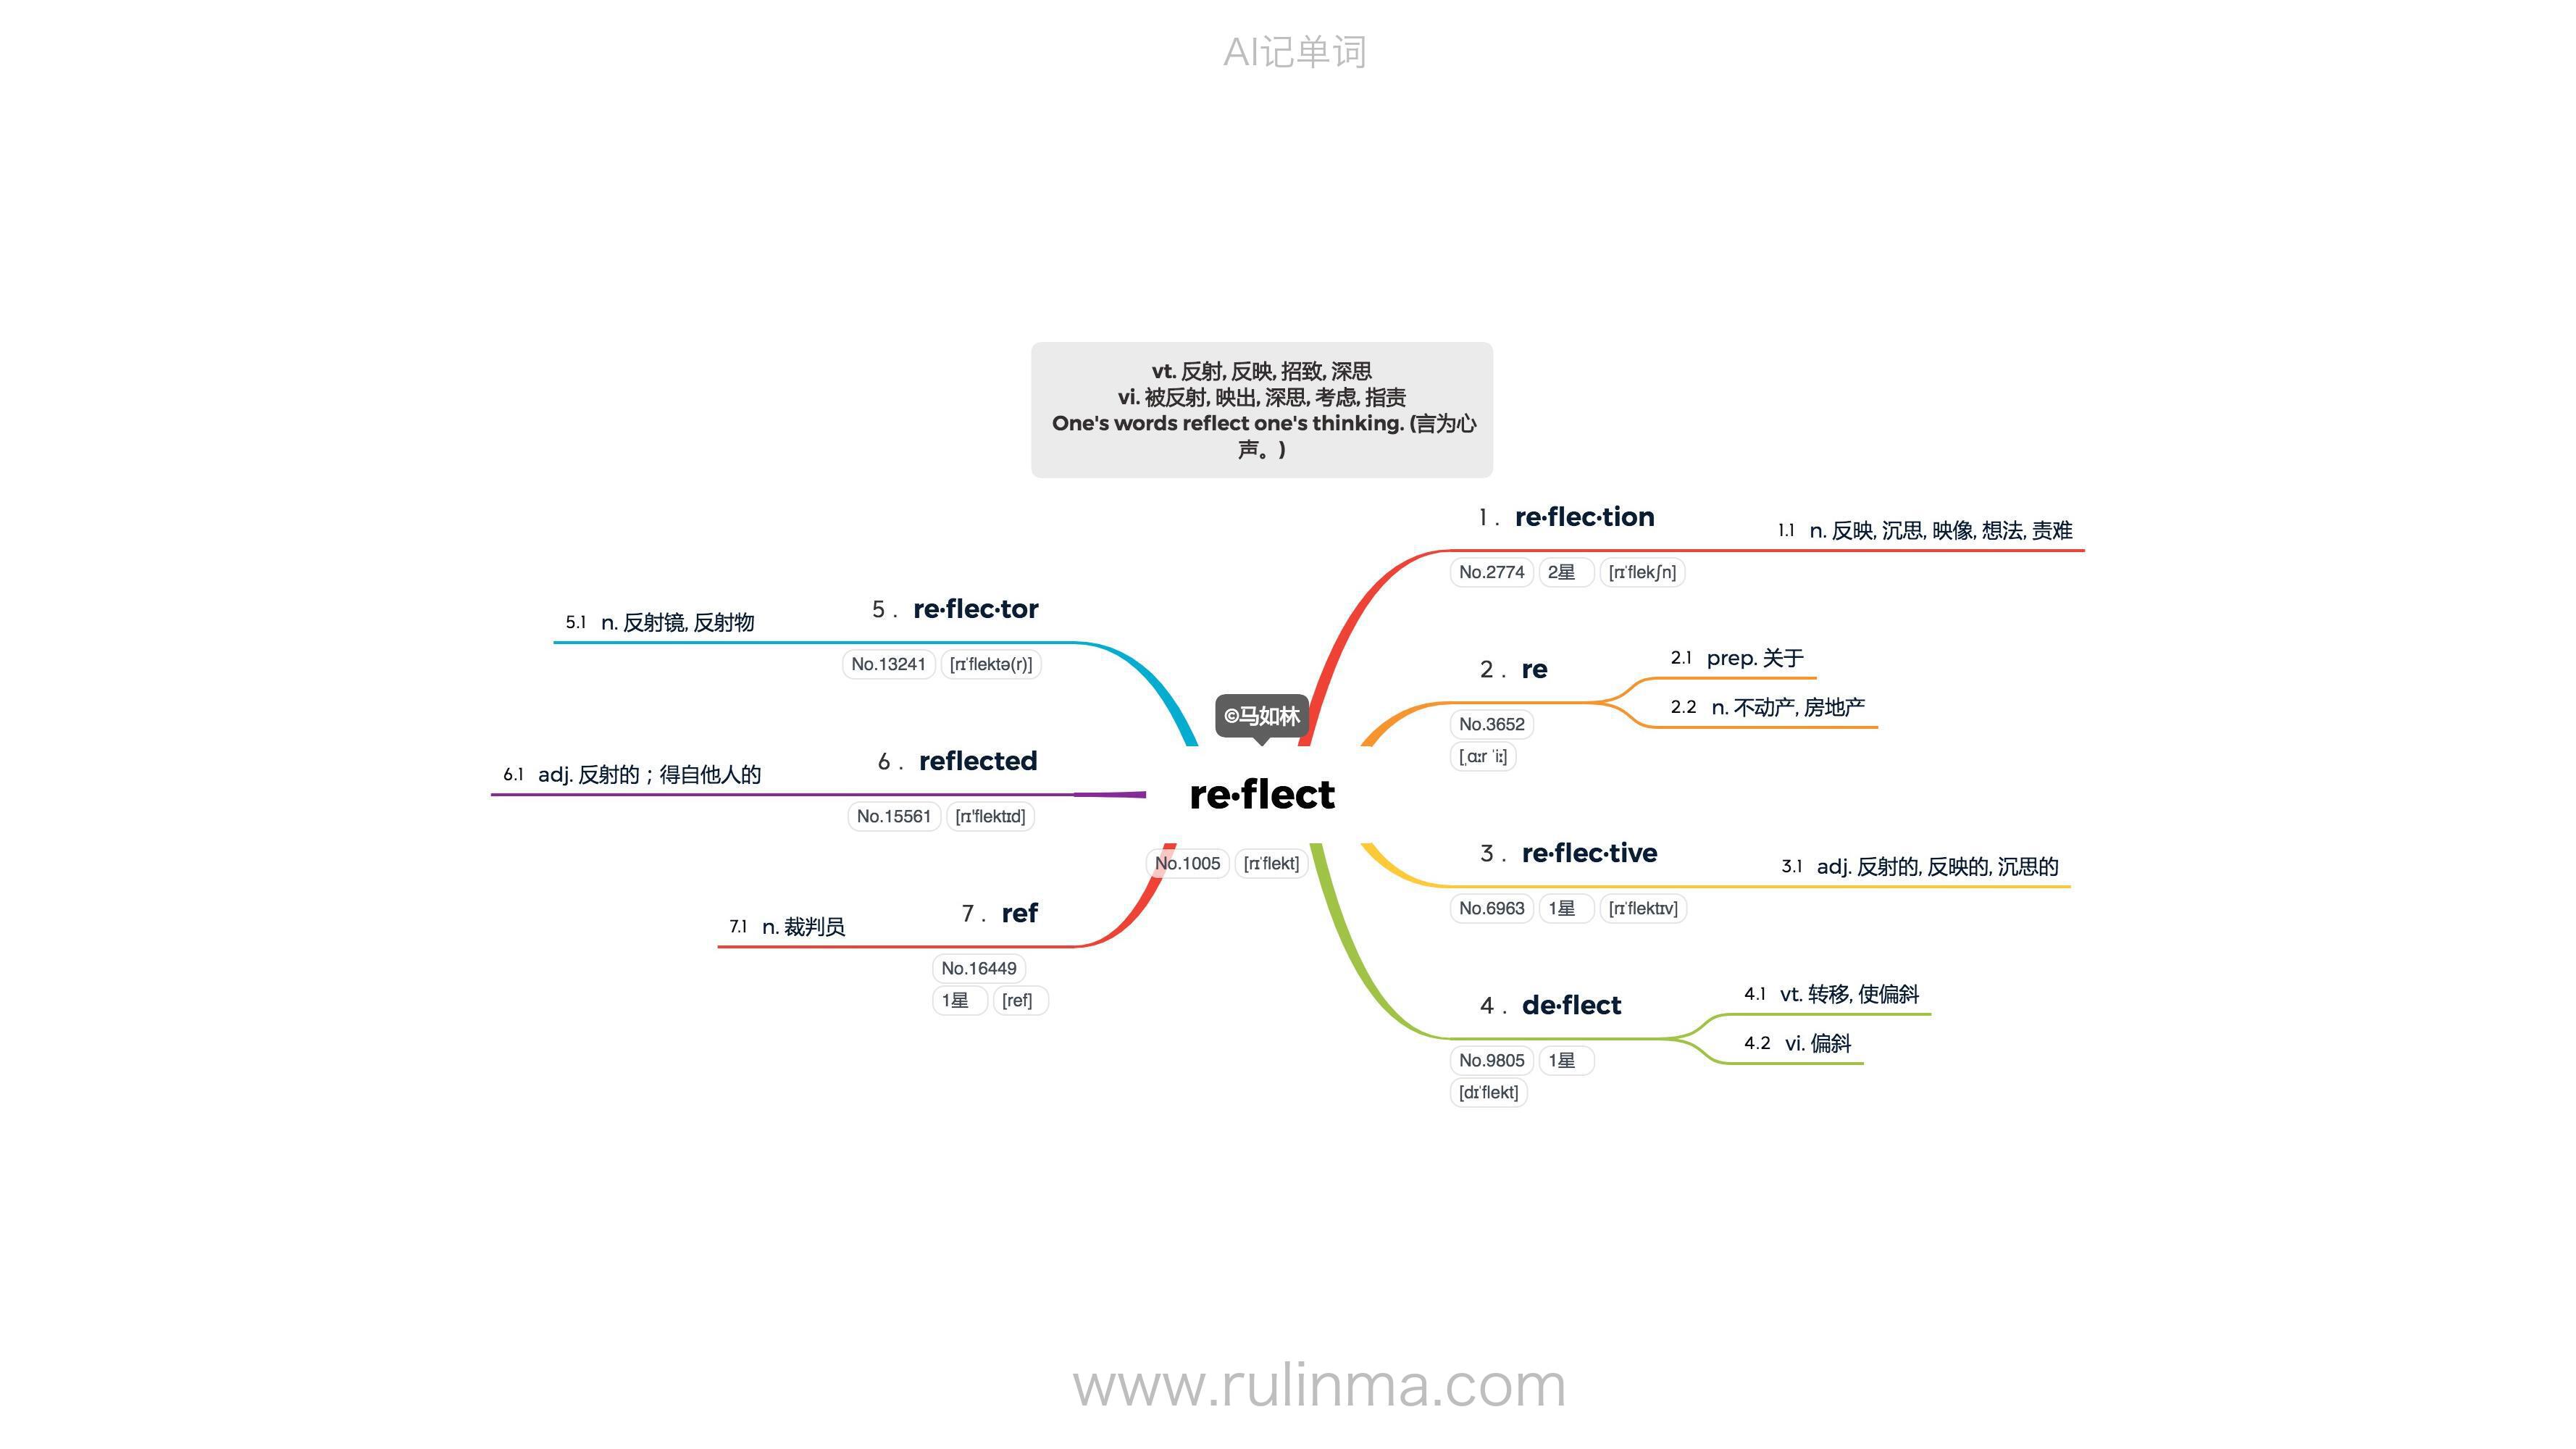 AI记单词
vt. 反射, 反映, 招致, 深思
vi. 被反射, 映出, 深思, 考虑, 指责
One's words reflect one's thinking. (言为心
声。)
©马如林
re·flect
No.1005 [rɪˈflekt]
1 . re·flec·tion
No.2774 2星 [rɪˈflekʃn]
1.1 n. 反映, 沉思, 映像, 想法, 责难
2 . re
No.3652
[ˌɑːr ˈiː]
2.1 prep. 关于
2.2 n. 不动产, 房地产
3 . re·flec·tive
No.6963 1星 [rɪˈflektɪv]
3.1 adj. 反射的, 反映的, 沉思的
4 . de·flect
No.9805 1星
[dɪˈflekt]
4.1 vt. 转移, 使偏斜
4.2 vi. 偏斜
5 . re·flec·tor
No.13241 [rɪˈflektə(r)]
5.1 n. 反射镜, 反射物
6 . reflected
No.15561 [rɪ'flektɪd]
6.1 adj. 反射的；得自他人的
7 . ref
No.16449
1星 [ref]
7.1 n. 裁判员
www.rulinma.com